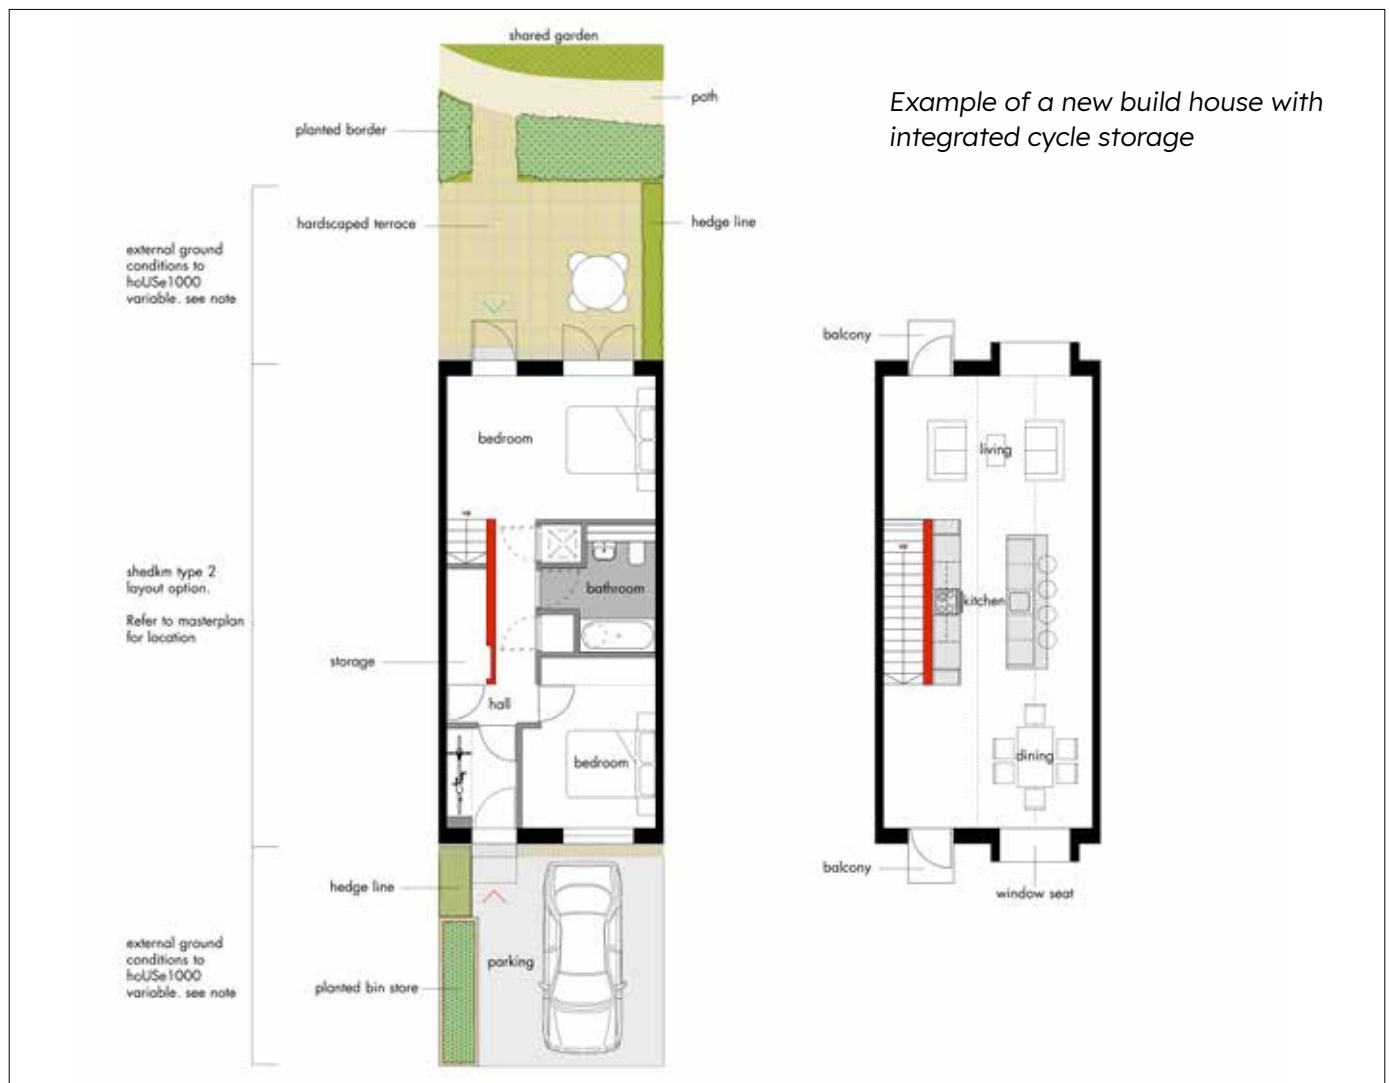 shared garden
Example of a new build house with
integrated cycle storage
path
planted border
hardscaped terrace
hedge line
external ground
conditions to
hoUSe1000
variable. see note
balcony
bedroom
living
up
up
shedkm type 2
layout option.
Refer to masterplan
for location
bathroom
kitchen
storage
hall
bedroom
dining
balcony
window seat
hedge line
external ground
conditions to
hoUSe1000
variable. see note
parking
planted bin store